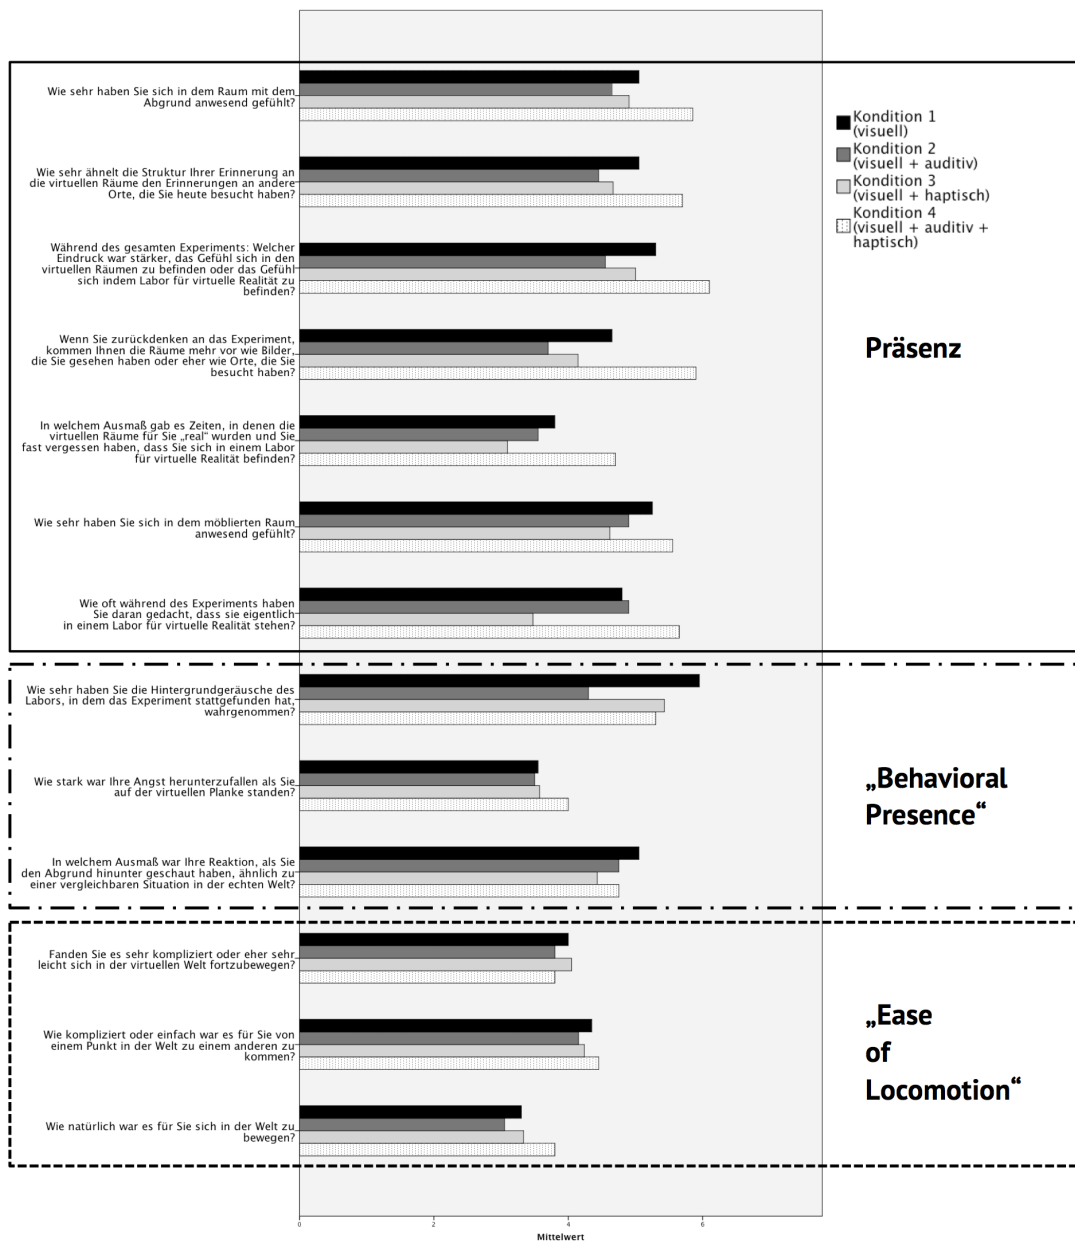 Wie sehr haben Sie sich in dem Raum mit dem
Abgrund anwesend gefühlt?
Wie sehr ähnelt die Struktur Ihrer Erinnerung an
die virtuellen Räume den Erinnerungen an andere
Orte, die Sie heute besucht haben?
Während des gesamten Experiments: Welcher
Eindruck war stärker, das Gefühl sich in den
virtuellen Räumen zu befinden oder das Gefühl
sich indem Labor für virtuelle Realität zu
befinden?
Wenn Sie zurückdenken an das Experiment,
kommen Ihnen die Räume mehr vor wie Bilder,
die Sie gesehen haben oder eher wie Orte, die Sie
besucht haben?
In welchem Ausmaß gab es Zeiten, in denen die
virtuellen Räume für Sie „real“ wurden und Sie
fast vergessen haben, dass Sie sich in einem Labor
für virtuelle Realität befinden?
Wie sehr haben Sie sich in dem möblierten Raum
anwesend gefühlt?
Wie oft während des Experiments haben
Sie daran gedacht, dass sie eigentlich
in einem Labor für virtuelle Realität stehen?
Kondition 1
(visuell)
Kondition 2
(visuell + auditiv)
Kondition 3
(visuell + haptisch)
Kondition 4
(visuell + auditiv +
haptisch)
Präsenz
Wie sehr haben Sie die Hintergrundgeräusche des
Labors, in dem das Experiment stattgefunden hat,
wahrgenommen?
Wie stark war Ihre Angst herunterzufallen als Sie
auf der virtuellen Planke standen?
In welchem Ausmaß war Ihre Reaktion, als Sie
den Abgrund hinunter geschaut haben, ähnlich zu
einer vergleichbaren Situation in der echten Welt?
„Behavioral
Presence“
Fanden Sie es sehr kompliziert oder eher sehr
leicht sich in der virtuellen Welt fortzubewegen?
Wie kompliziert oder einfach war es für Sie von
einem Punkt in der Welt zu einem anderen zu
kommen?
Wie natürlich war es für Sie sich in der Welt zu
bewegen?
„Ease
of
Locomotion“
0 2 4 6
Mittelwert